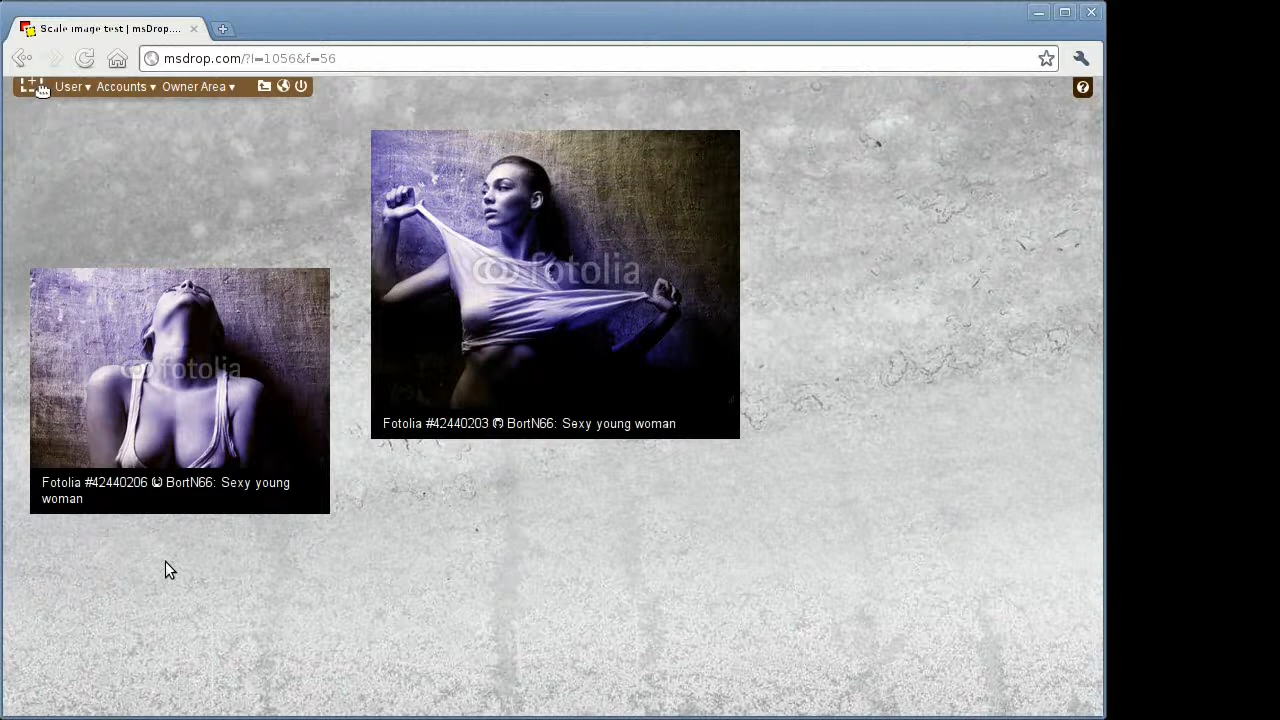 Scale image test | msDrop....
msdrop.com/?l=1056&f=56
User ▾ Accounts ▾ Owner Area ▾
?
fotolia
Fotolia #42440203 © BortN66: Sexy young woman
fotolia
Fotolia #42440206 © BortN66: Sexy young
woman